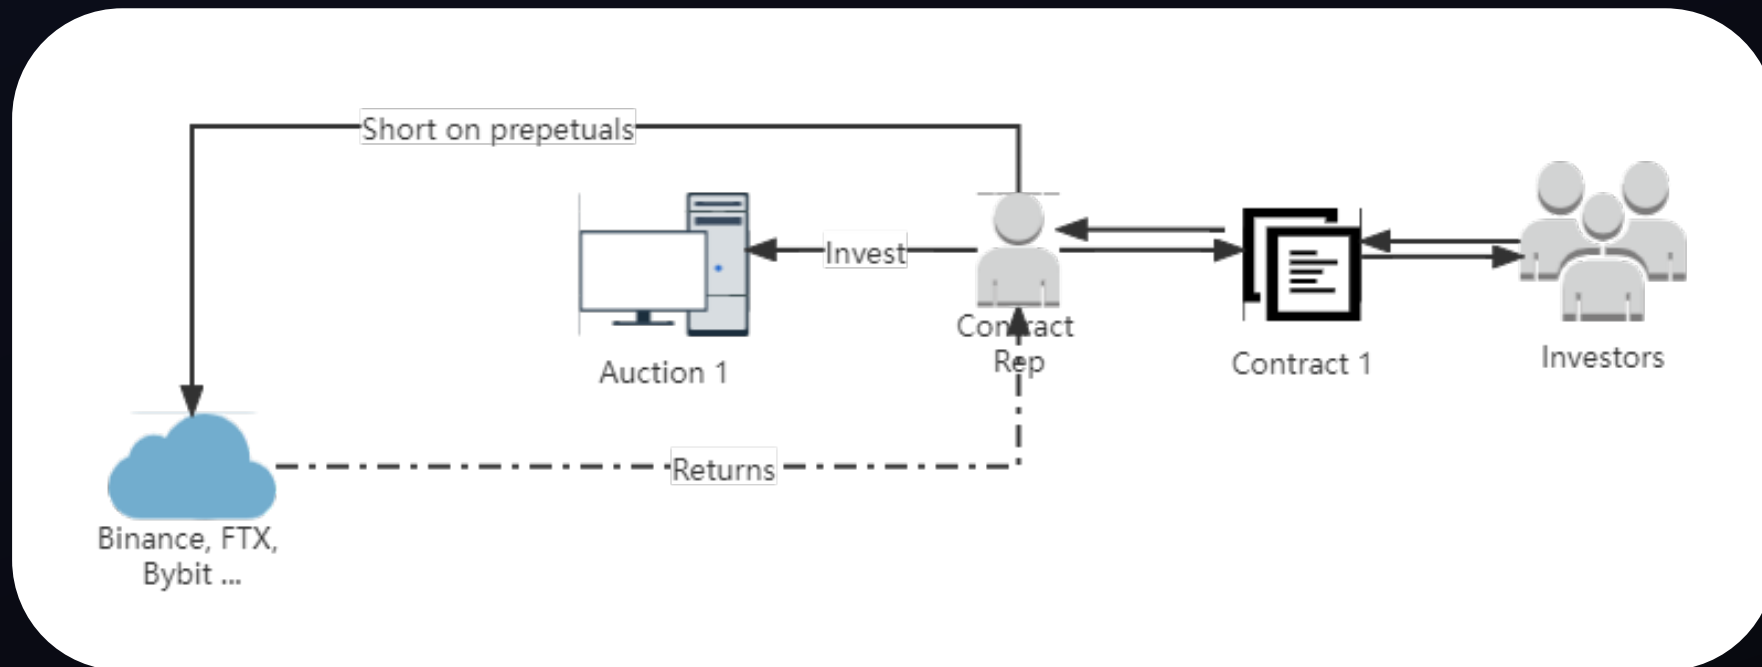 Short on prepetuals
Invest
Contract
Rep
Auction 1
Contract 1
Investors
Returns
Binance, FTX,
Bybit ...